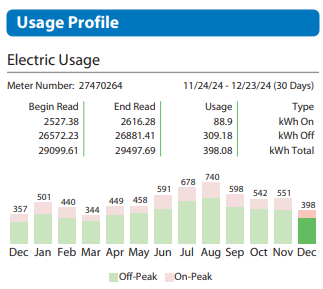 Usage Profile
Electric Usage
Meter Number: 27470264 11/24/24 - 12/23/24 (30 Days)
Begin Read End Read Usage Type
2527.38 2616.28 88.9 kWh On
26572.23 26881.41 309.18 kWh Off
29099.61 29497.69 398.08 kWh Total
357 501 440 344 449 458 591 678 740 598 542 551 398
Dec Jan Feb Mar Apr May Jun Jul Aug Sep Oct Nov Dec
Off-Peak On-Peak